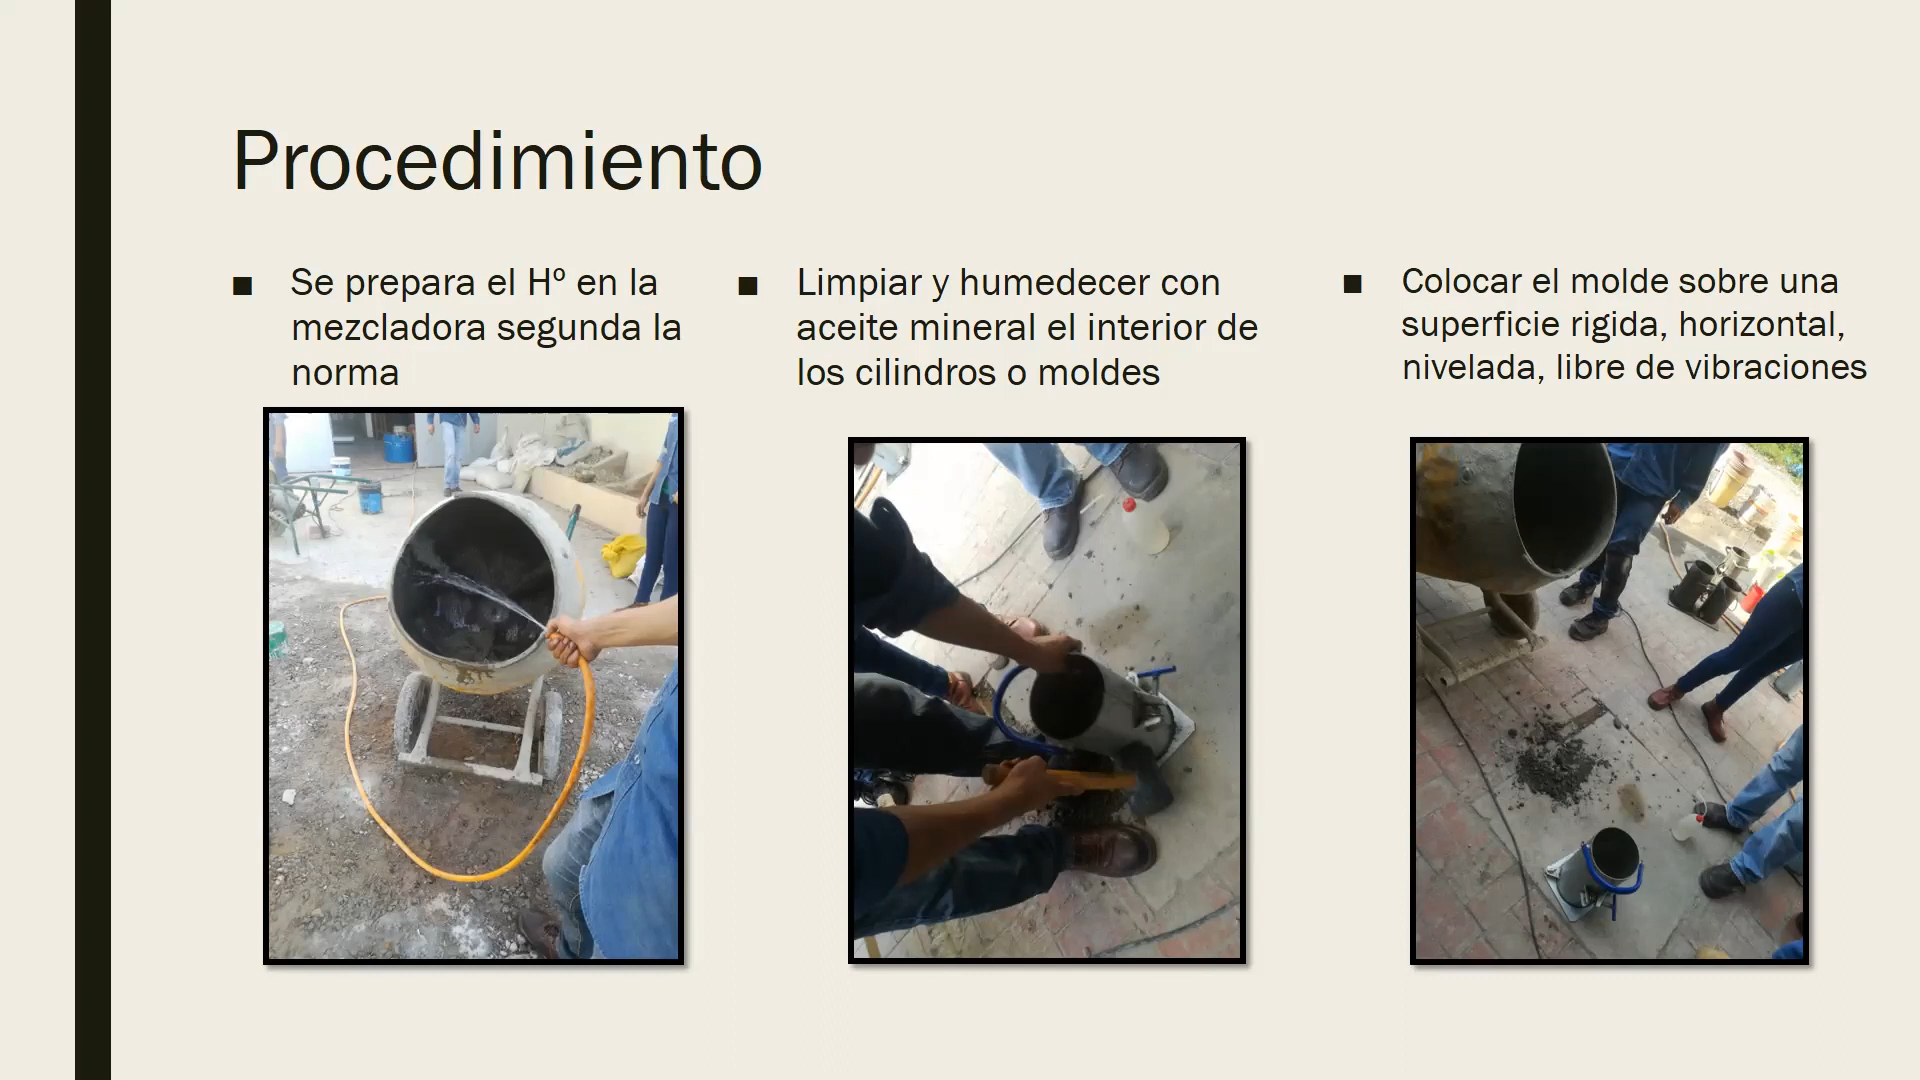 Procedimiento
■ Se prepara el Hº en la
mezcladora segunda la
norma
■ Limpiar y humedecer con
aceite mineral el interior de
los cilindros o moldes
■ Colocar el molde sobre una
superficie rigida, horizontal,
nivelada, libre de vibraciones